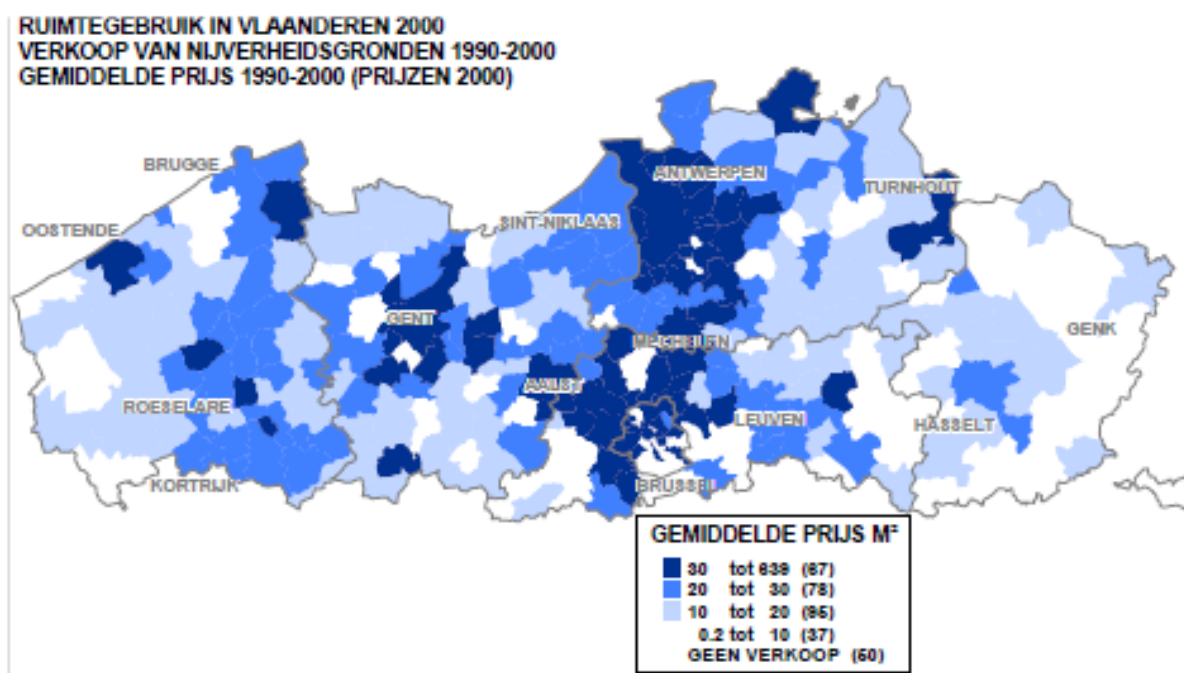 RUIMTEGEBRUIK IN VLAANDEREN 2000
VERKOOP VAN NIJVERHEIDSGRONDEN 1990-2000
GEMIDDELDE PRIJS 1990-2000 (PRIJZEN 2000)
BRUGGE
ANTWERPEN
TURNHOUT
OOSTENDE
SINT-NIKLAAS
GENT
GENK
MECHELEN
AALST
ROESELARE
LEUVEN
HASSELT
KORTRIJK
BRUSSEL
GEMIDDELDE PRIJS M²
30 tot 639 (67)
20 tot 30 (78)
10 tot 20 (95)
0.2 tot 10 (37)
GEEN VERKOOP (50)